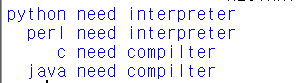 python need interpreter
perl need interpreter
c need compilter
java need compilter